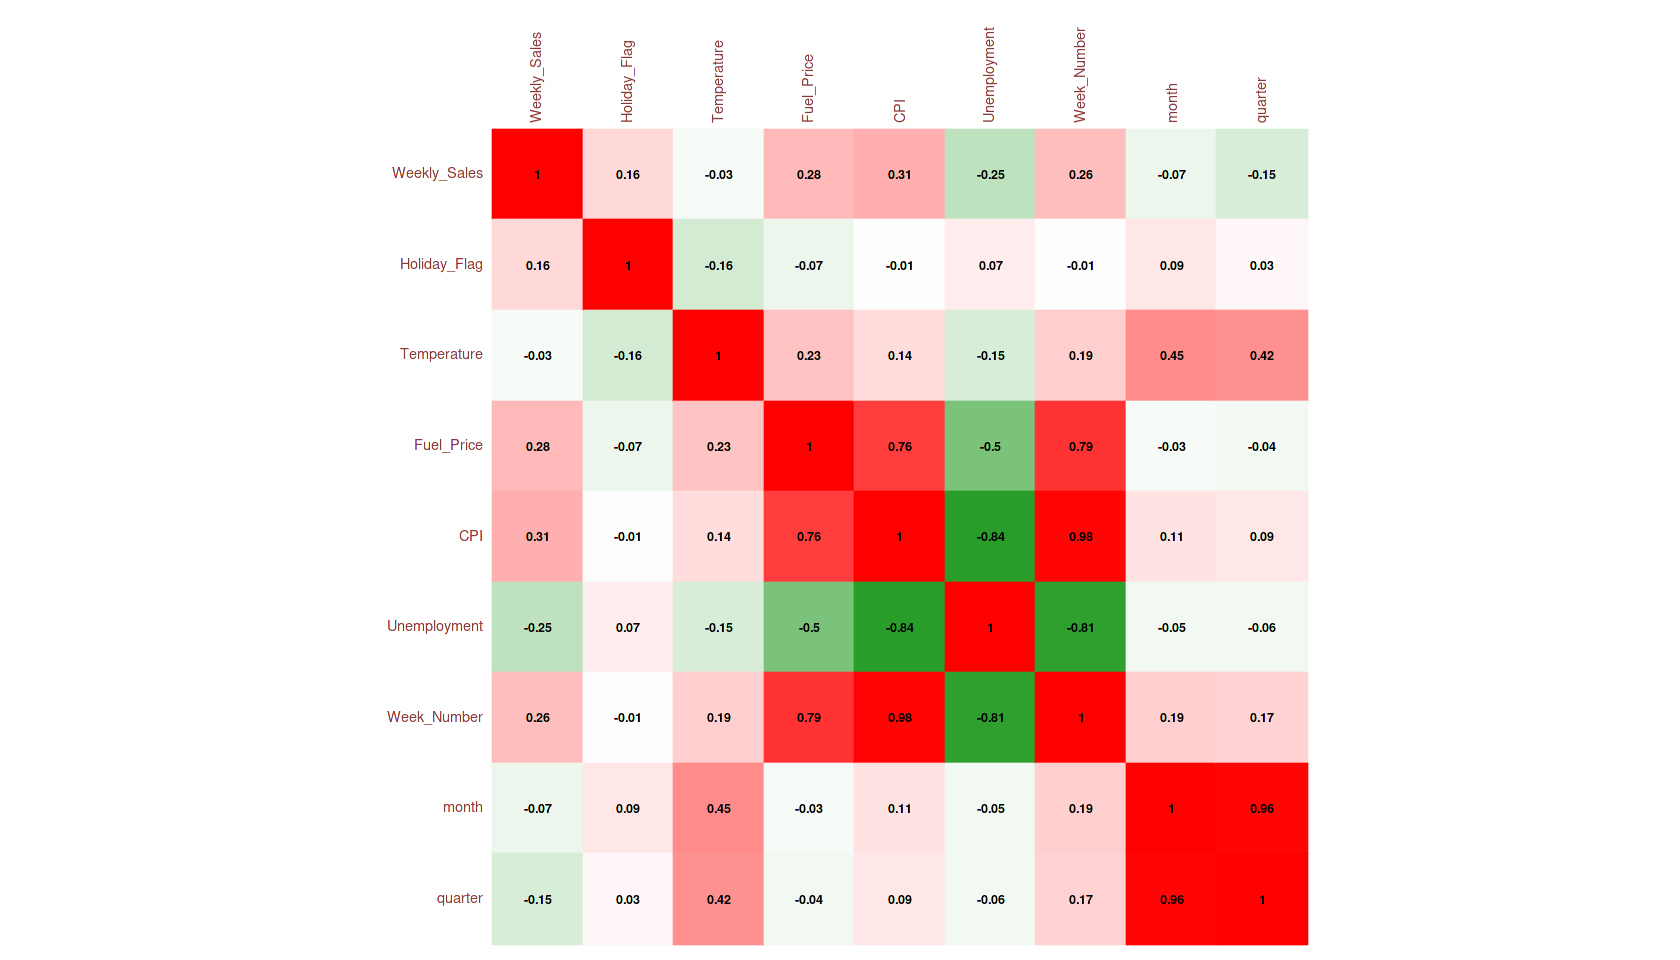 Weekly_Sales Holiday_Flag Temperature Fuel_Price CPI Unemployment Week_Number month quarter
Weekly_Sales 1 0.16 -0.03 0.28 0.31 -0.25 0.26 -0.07 -0.15
Holiday_Flag 0.16 1 -0.16 -0.07 -0.01 0.07 -0.01 0.09 0.03
Temperature -0.03 -0.16 1 0.23 0.14 -0.15 0.19 0.45 0.42
Fuel_Price 0.28 -0.07 0.23 1 0.76 -0.5 0.79 -0.03 -0.04
CPI 0.31 -0.01 0.14 0.76 1 -0.84 0.98 0.11 0.09
Unemployment -0.25 0.07 -0.15 -0.5 -0.84 1 -0.81 -0.05 -0.06
Week_Number 0.26 -0.01 0.19 0.79 0.98 -0.81 1 0.19 0.17
month -0.07 0.09 0.45 -0.03 0.11 -0.05 0.19 1 0.96
quarter -0.15 0.03 0.42 -0.04 0.09 -0.06 0.17 0.96 1